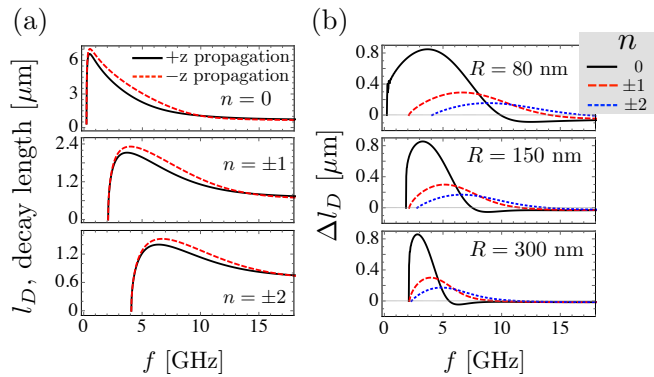 (a)
l_D, decay length [μm]
6
3
0
+z propagation
−z propagation
n = 0
2.4
1.2
0
n = ±1
1.2
0.6
0
n = ±2
0 5 10 15
f [GHz]
(b)
Δl_D [μm]
n
0
±1
±2
0.8
0.4
0
R = 80 nm
0.8
0.4
0
R = 150 nm
0.8
0.4
0
R = 300 nm
0 5 10 15
f [GHz]